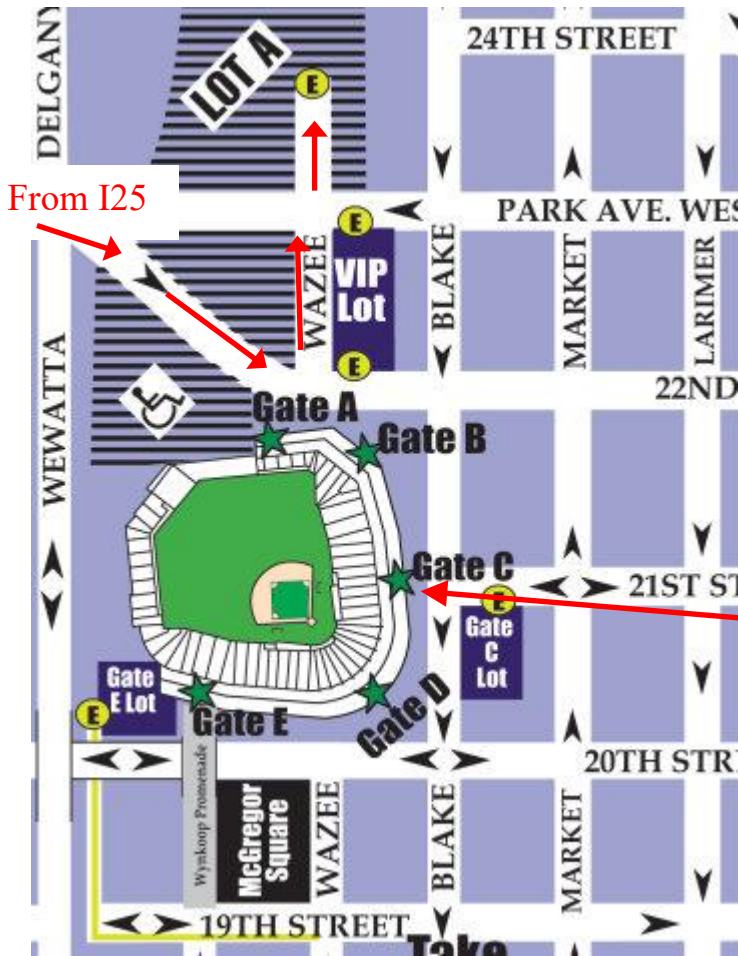 DELGANY
LOT A
E
24TH STREET
From I25
PARK AVE. WES
E
WAZEE
VIP
Lot
BLAKE
MARKET
LARIMER
E
22ND
WEWATTA
Gate A
Gate B
Gate C
21ST ST
E
Gate
C
Lot
Gate
E Lot
E
Gate E
Gate D
20TH STR
Wynkoop Promenade
McGregor
Square
WAZEE
BLAKE
MARKET
19TH STREET
Take